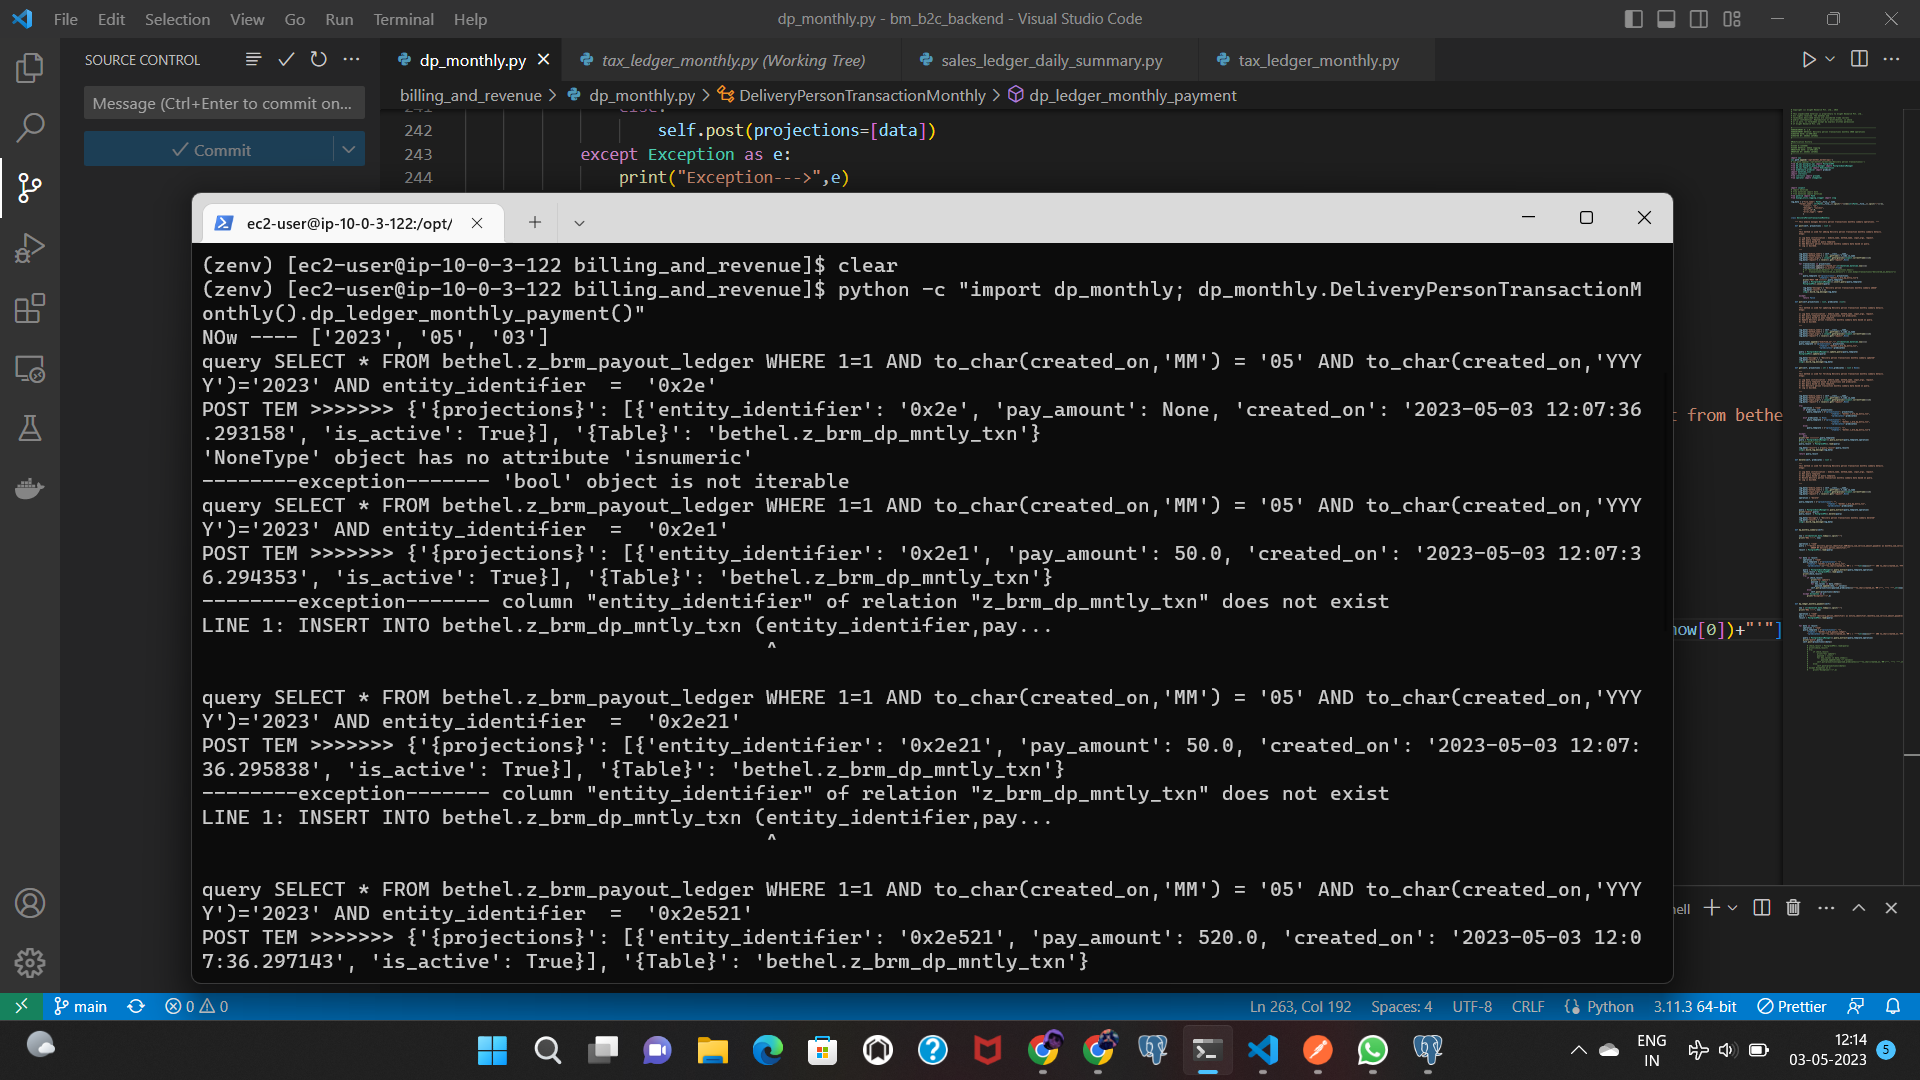 File Edit Selection View Go Run Terminal Help
dp_monthly.py - bm_b2c_backend - Visual Studio Code
SOURCE CONTROL
dp_monthly.py
tax_ledger_monthly.py (Working Tree)
sales_ledger_daily_summary.py
tax_ledger_monthly.py
Message (Ctrl+Enter to commit on...
Commit
billing_and_revenue > dp_monthly.py > DeliveryPersonTransactionMonthly > dp_ledger_monthly_payment
242 self.post(projections=[data])
243 except Exception as e:
244 print("Exception--->",e)
ec2-user@ip-10-0-3-122:/opt/
(zenv) [ec2-user@ip-10-0-3-122 billing_and_revenue]$ clear
(zenv) [ec2-user@ip-10-0-3-122 billing_and_revenue]$ python -c "import dp_monthly; dp_monthly.DeliveryPersonTransactionM
onthly().dp_ledger_monthly_payment()"
NOw ---- ['2023', '05', '03']
query SELECT * FROM bethel.z_brm_payout_ledger WHERE 1=1 AND to_char(created_on,'MM') = '05' AND to_char(created_on,'YYY
Y')='2023' AND entity_identifier  =  '0x2e'
POST TEM >>>>>>> {'{projections}': [{'entity_identifier': '0x2e', 'pay_amount': None, 'created_on': '2023-05-03 12:07:36
.293158', 'is_active': True}], '{Table}': 'bethel.z_brm_dp_mntly_txn'}
'NoneType' object has no attribute 'isnumeric'
--------exception------- 'bool' object is not iterable
query SELECT * FROM bethel.z_brm_payout_ledger WHERE 1=1 AND to_char(created_on,'MM') = '05' AND to_char(created_on,'YYY
Y')='2023' AND entity_identifier  =  '0x2e1'
POST TEM >>>>>>> {'{projections}': [{'entity_identifier': '0x2e1', 'pay_amount': 50.0, 'created_on': '2023-05-03 12:07:3
6.294353', 'is_active': True}], '{Table}': 'bethel.z_brm_dp_mntly_txn'}
--------exception------- column "entity_identifier" of relation "z_brm_dp_mntly_txn" does not exist
LINE 1: INSERT INTO bethel.z_brm_dp_mntly_txn (entity_identifier,pay...
^
query SELECT * FROM bethel.z_brm_payout_ledger WHERE 1=1 AND to_char(created_on,'MM') = '05' AND to_char(created_on,'YYY
Y')='2023' AND entity_identifier  =  '0x2e21'
POST TEM >>>>>>> {'{projections}': [{'entity_identifier': '0x2e21', 'pay_amount': 50.0, 'created_on': '2023-05-03 12:07:
36.295838', 'is_active': True}], '{Table}': 'bethel.z_brm_dp_mntly_txn'}
--------exception------- column "entity_identifier" of relation "z_brm_dp_mntly_txn" does not exist
LINE 1: INSERT INTO bethel.z_brm_dp_mntly_txn (entity_identifier,pay...
^
query SELECT * FROM bethel.z_brm_payout_ledger WHERE 1=1 AND to_char(created_on,'MM') = '05' AND to_char(created_on,'YYY
Y')='2023' AND entity_identifier  =  '0x2e521'
POST TEM >>>>>>> {'{projections}': [{'entity_identifier': '0x2e521', 'pay_amount': 520.0, 'created_on': '2023-05-03 12:0
7:36.297143', 'is_active': True}], '{Table}': 'bethel.z_brm_dp_mntly_txn'}
t from bethe
now[0])+"'"]
ell
main 0 0
Ln 263, Col 192 Spaces: 4 UTF-8 CRLF Python 3.11.3 64-bit Prettier
ENG
IN
12:14
03-05-2023
5